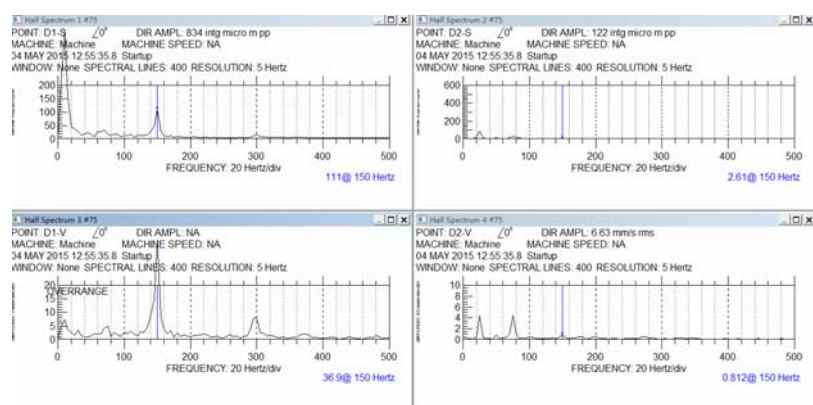 Half Spectrum 1 #75
POINT: D1-S ∠0° DIR AMPL: 834 intg micro m pp
MACHINE: Machine MACHINE SPEED: NA
04 MAY 2015 12:55:35.8 Startup
WINDOW: None SPECTRAL LINES: 400 RESOLUTION: 5 Hertz
200
150
100
50
0
0 100 200 300 400 500
FREQUENCY: 20 Hertz/div
111@ 150 Hertz
Half Spectrum 2 #75
POINT: D2-S ∠0° DIR AMPL: 122 intg micro m pp
MACHINE: Machine MACHINE SPEED: NA
04 MAY 2015 12:55:35.8 Startup
WINDOW: None SPECTRAL LINES: 400 RESOLUTION: 5 Hertz
600
400
200
0
0 100 200 300 400 500
FREQUENCY: 20 Hertz/div
2.61@ 150 Hertz
Half Spectrum 3 #75
POINT: D1-V ∠0° DIR AMPL: NA
MACHINE: Machine MACHINE SPEED: NA
04 MAY 2015 12:55:35.8 Startup
WINDOW: None SPECTRAL LINES: 400 RESOLUTION: 5 Hertz
20
OVERRANGE
15
10
5
0
0 100 200 300 400 500
FREQUENCY: 20 Hertz/div
36.9@ 150 Hertz
Half Spectrum 4 #75
POINT: D2-V ∠0° DIR AMPL: 6.63 mm/s rms
MACHINE: Machine MACHINE SPEED: NA
04 MAY 2015 12:55:35.8 Startup
WINDOW: None SPECTRAL LINES: 400 RESOLUTION: 5 Hertz
10
8
6
4
2
0
0 100 200 300 400 500
FREQUENCY: 20 Hertz/div
0.812@ 150 Hertz